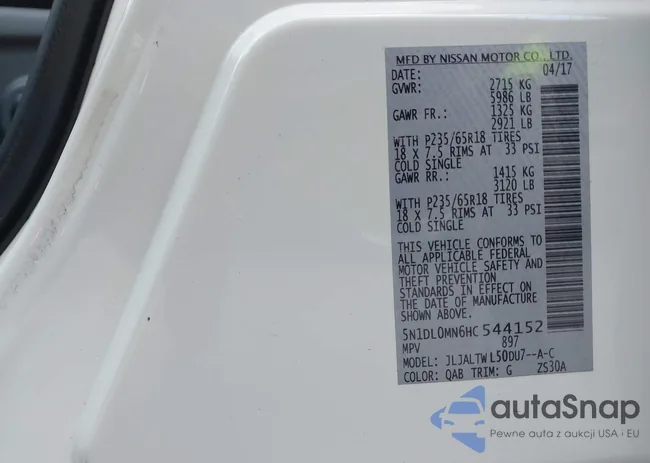 MFD BY NISSAN MOTOR CO., LTD.
DATE: 04/17
GVWR: 2715 KG
5986 LB
GAWR FR.: 1325 KG
2921 LB
WITH P235/65R18 TIRES
18 X 7.5 RIMS AT 33 PSI
COLD SINGLE
GAWR RR.: 1415 KG
3120 LB
WITH P235/65R18 TIRES
18 X 7.5 RIMS AT 33 PSI
COLD SINGLE
THIS VEHICLE CONFORMS TO
ALL APPLICABLE FEDERAL
MOTOR VEHICLE SAFETY AND
THEFT PREVENTION
STANDARDS IN EFFECT ON
THE DATE OF MANUFACTURE
SHOWN ABOVE.
5N1DL0MN6HC544152
MPV 897
MODEL: JLJALTWL50DU7--A-C
COLOR: QAB TRIM: G ZS30A
autaSnap
Pewne auta z aukcji USA i EU